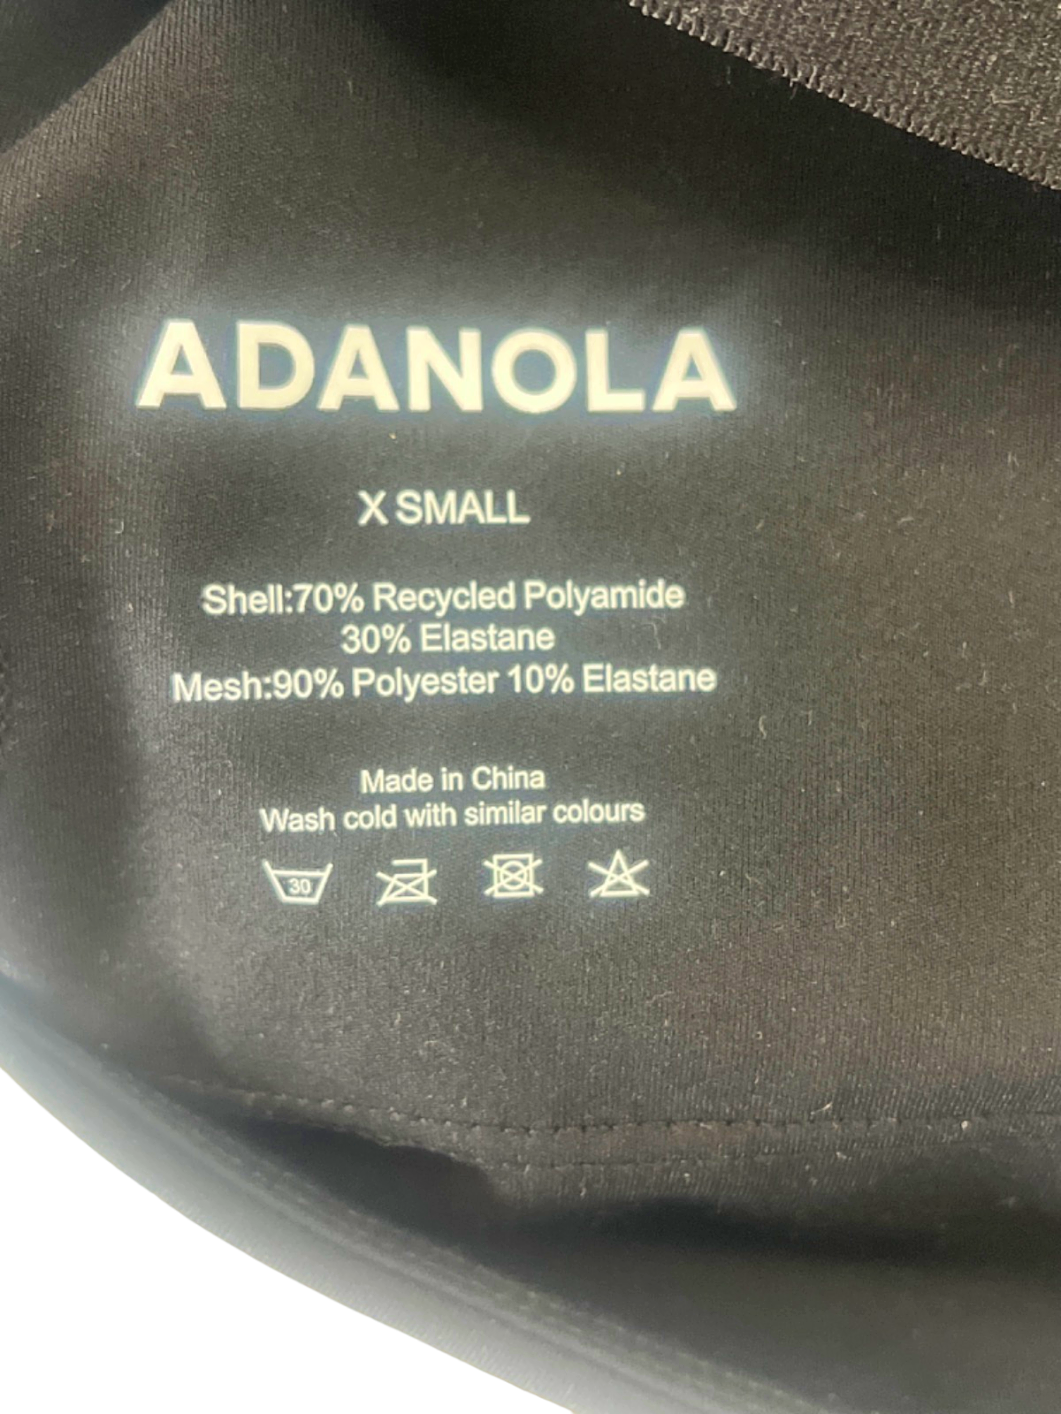 ADANOLA
X SMALL
Shell:70% Recycled Polyamide
30% Elastane
Mesh:90% Polyester 10% Elastane
Made in China
Wash cold with similar colours
30